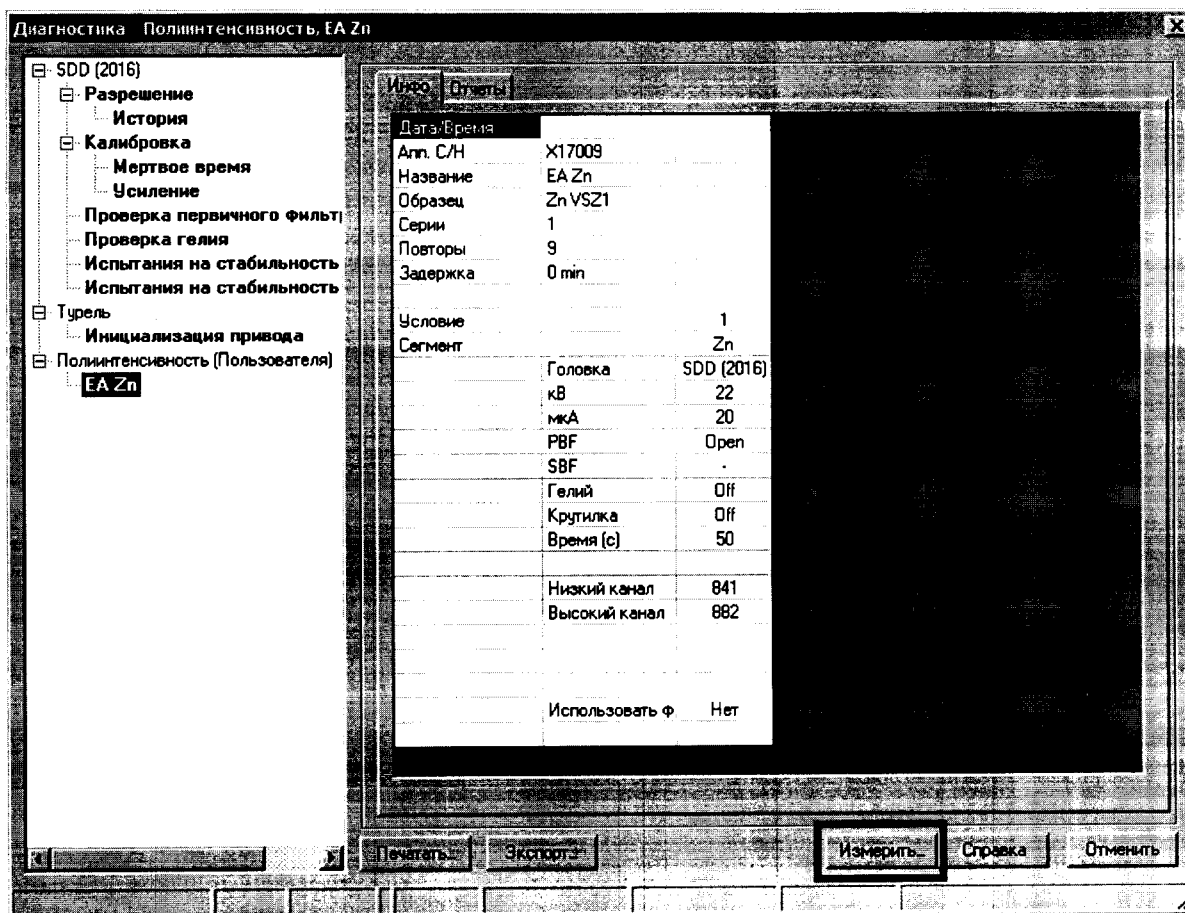 Диагностика Полиинтенсивность, EA Zn
SDD (2016)
Разрешение
История
Калибровка
Мертвое время
Усиление
Проверка первичного фильт
Проверка гелия
Испытания на стабильность
Испытания на стабильность
Турель
Инициализация привода
Полиинтенсивность (Пользователя)
EA Zn
Инфо Отчеты
Дата/Время
Апп. С/Н X17009
Название EA Zn
Образец Zn VSZ1
Серии 1
Повторы 9
Задержка 0 min
Условие 1
Сегмент Zn
Головка SDD (2016)
кВ 22
мкА 20
PBF Open
SBF -
Гелий Off
Крутилка Off
Время (с) 50
Низкий канал 841
Высокий канал 882
Использовать ф Нет
Печатать... Экспорт... Измерить... Справка Отменить